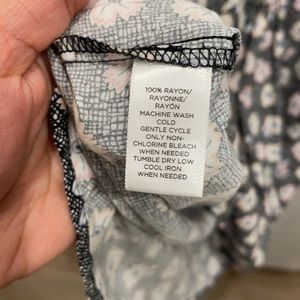 100% RAYON/
RAYONNE/
RAYÓN
MACHINE WASH
COLD
GENTLE CYCLE
ONLY NON-
CHLORINE BLEACH
WHEN NEEDED
TUMBLE DRY LOW
COOL IRON
WHEN NEEDED